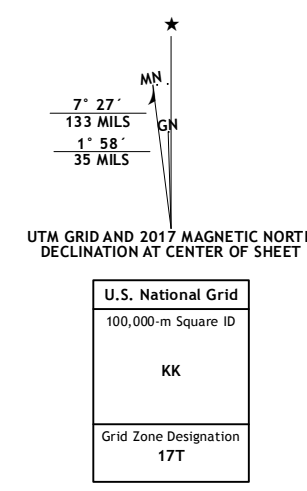 ★
MN
7° 27´
133 MILS
GN
1° 58´
35 MILS
UTM GRID AND 2017 MAGNETIC NORT
DECLINATION AT CENTER OF SHEET
U.S. National Grid
100,000-m Square ID
KK
Grid Zone Designation
17T